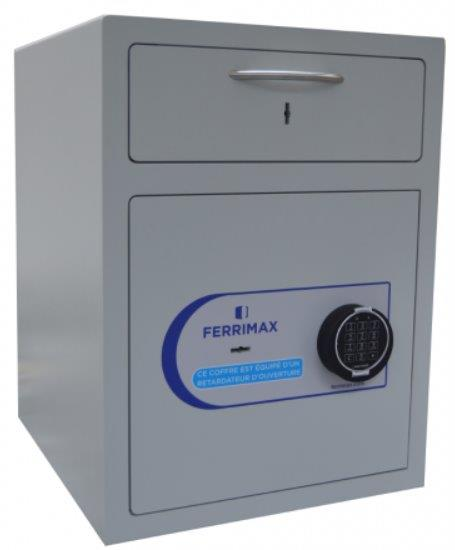 FERRIMAX
CE COFFRE EST ÉQUIPÉ D'UN
RETARDATEUR D'OUVERTURE